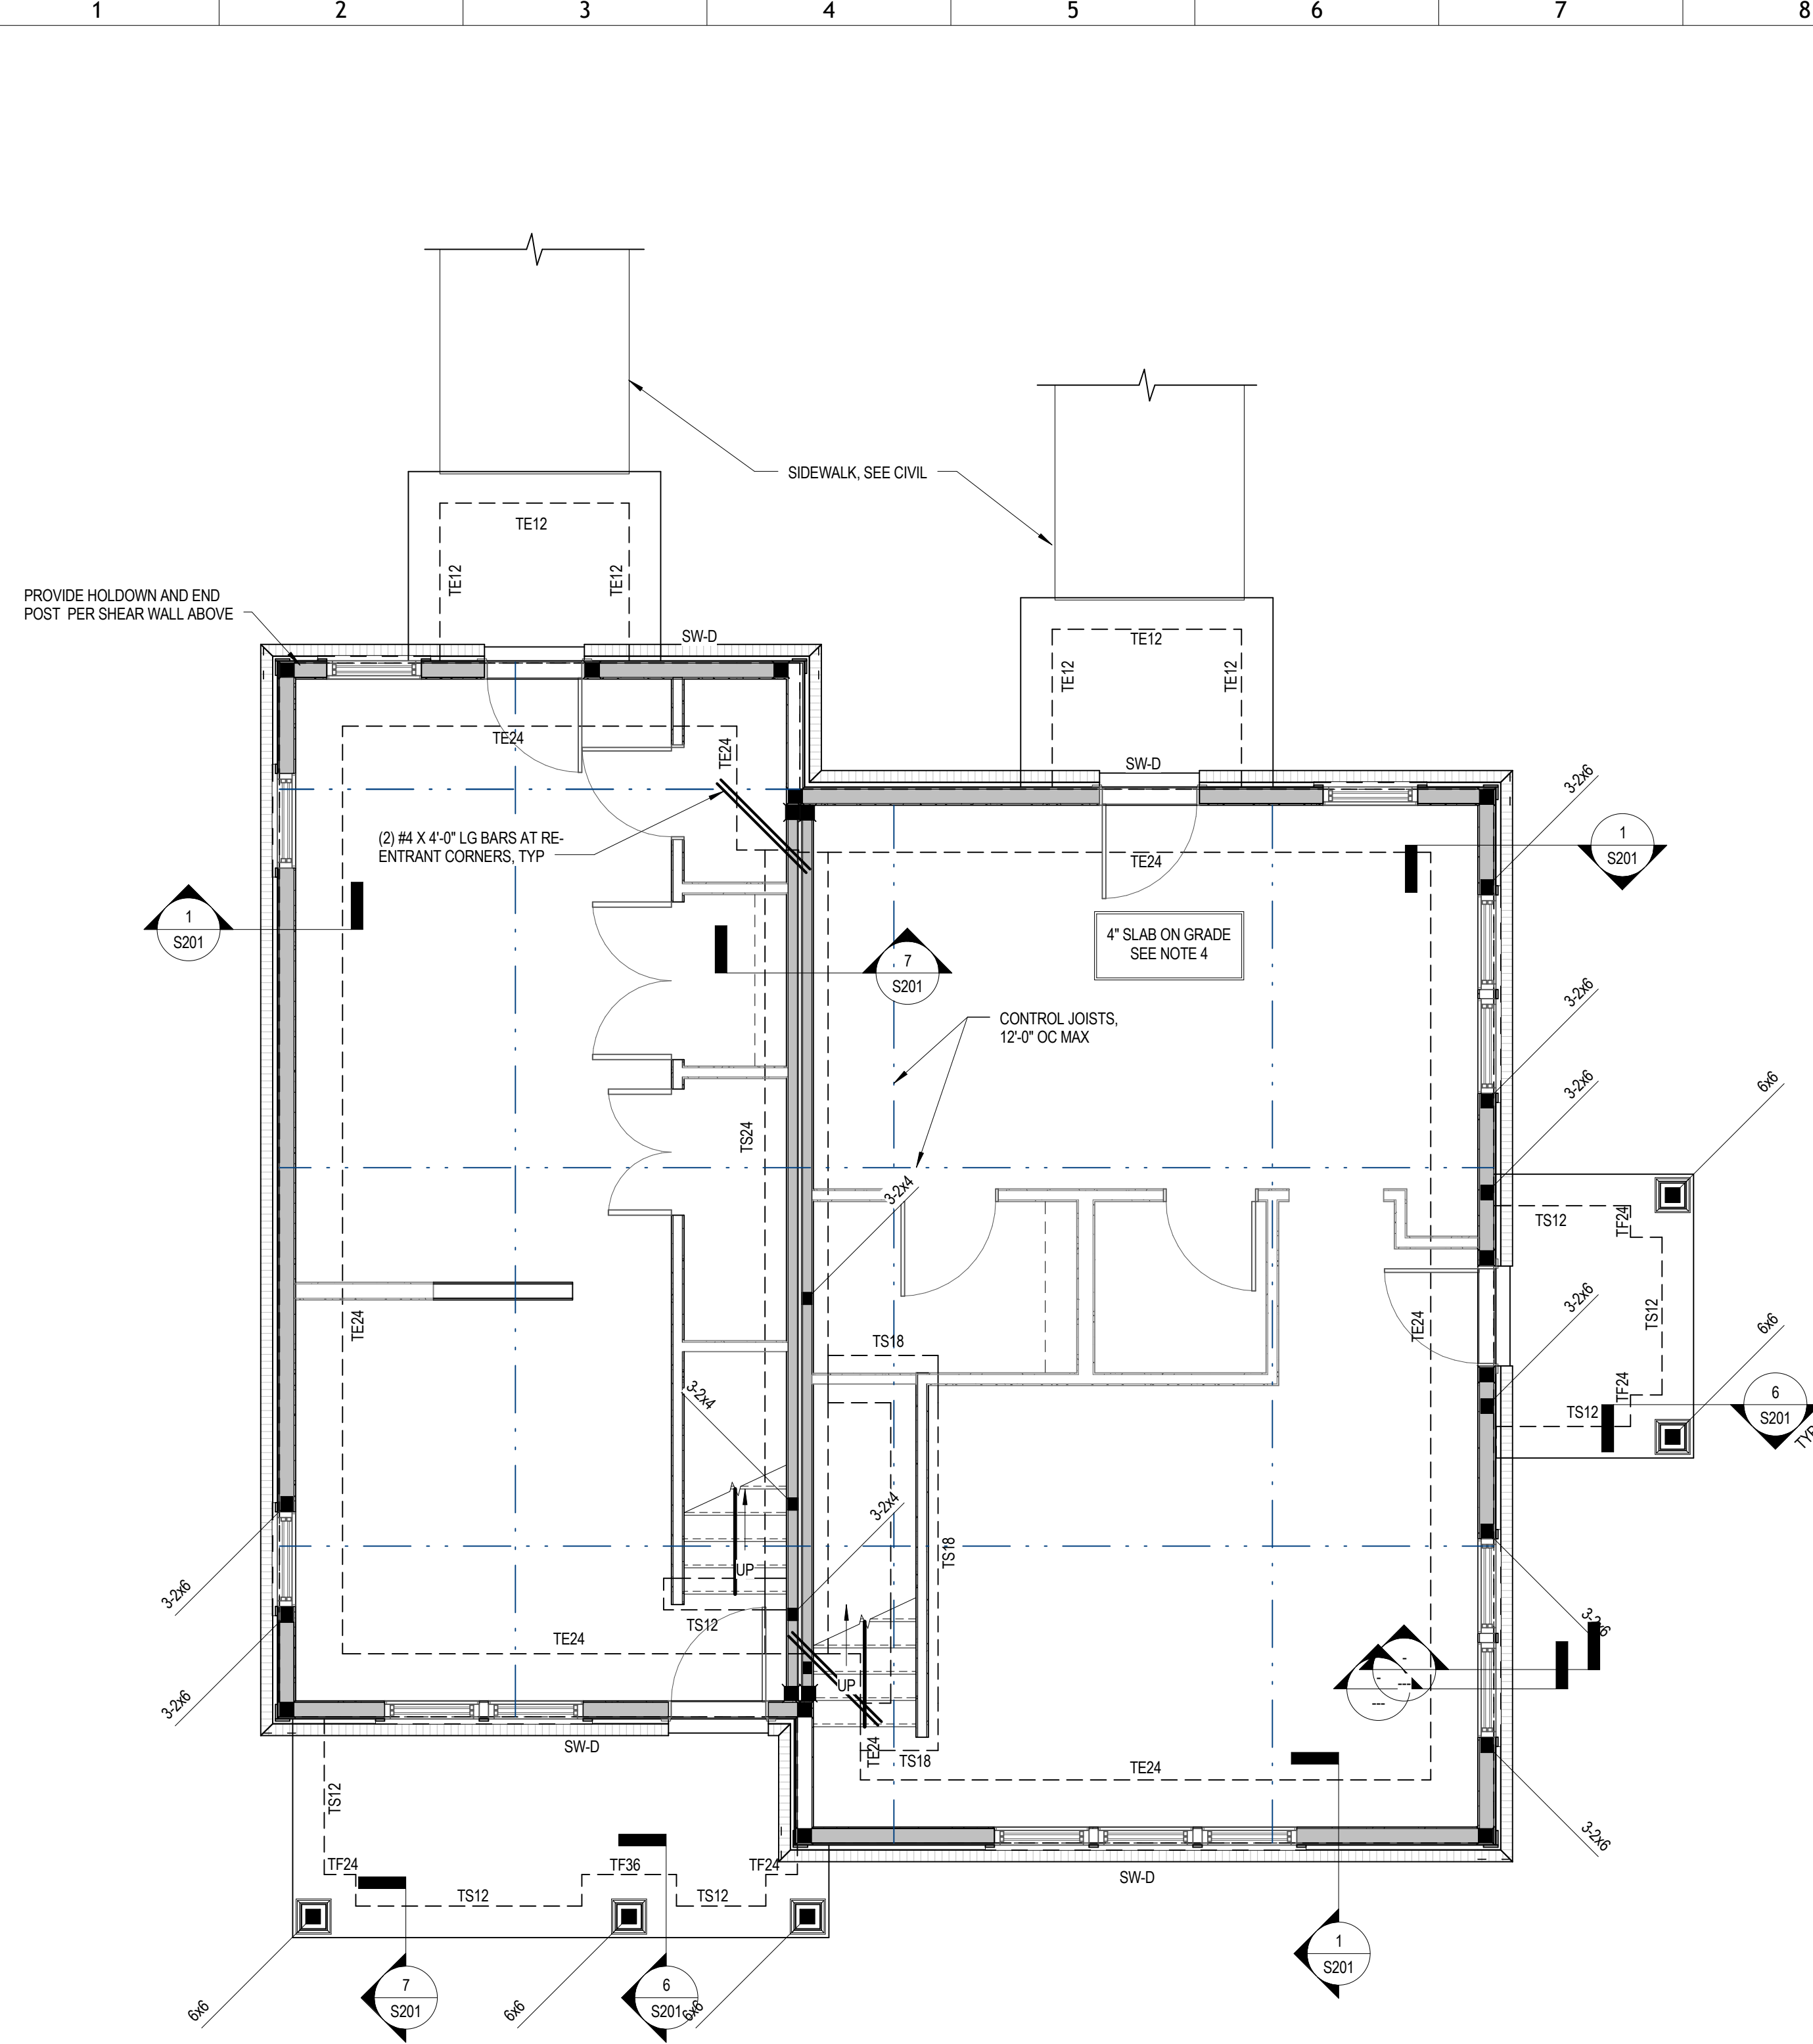 1 2 3 4 5 6 7 8
SIDEWALK, SEE CIVIL
TE12
TE12
TE12
PROVIDE HOLDOWN AND END
POST PER SHEAR WALL ABOVE
SW-D
TE12
TE12
TE12
SW-D
TE24
TE24
3-2x6
(2) #4 X 4'-0" LG BARS AT RE-
ENTRANT CORNERS, TYP
1
S201
TE24
1
S201
4" SLAB ON GRADE
SEE NOTE 4
7
S201
3-2x6
CONTROL JOISTS,
12'-0" OC MAX
3-2x6
6x6
TS24
3-2x4
TS12
TF24
3-2x6
TE24
TE24
TS12
6x6
TS18
TF24
3-2x4
TS12
6
S201
TYP
3-2x4
TS18
UP
3-2x6
TS12
3-2x6
TE24
UP
-
---
-
---
3-2x6
SW-D
TE24
TS18
TE24
TS12
3-2x6
TF24
TF36
TF24
TS12
TS12
SW-D
1
S201
7
S201
6
S201
6x6
6x6
6x6